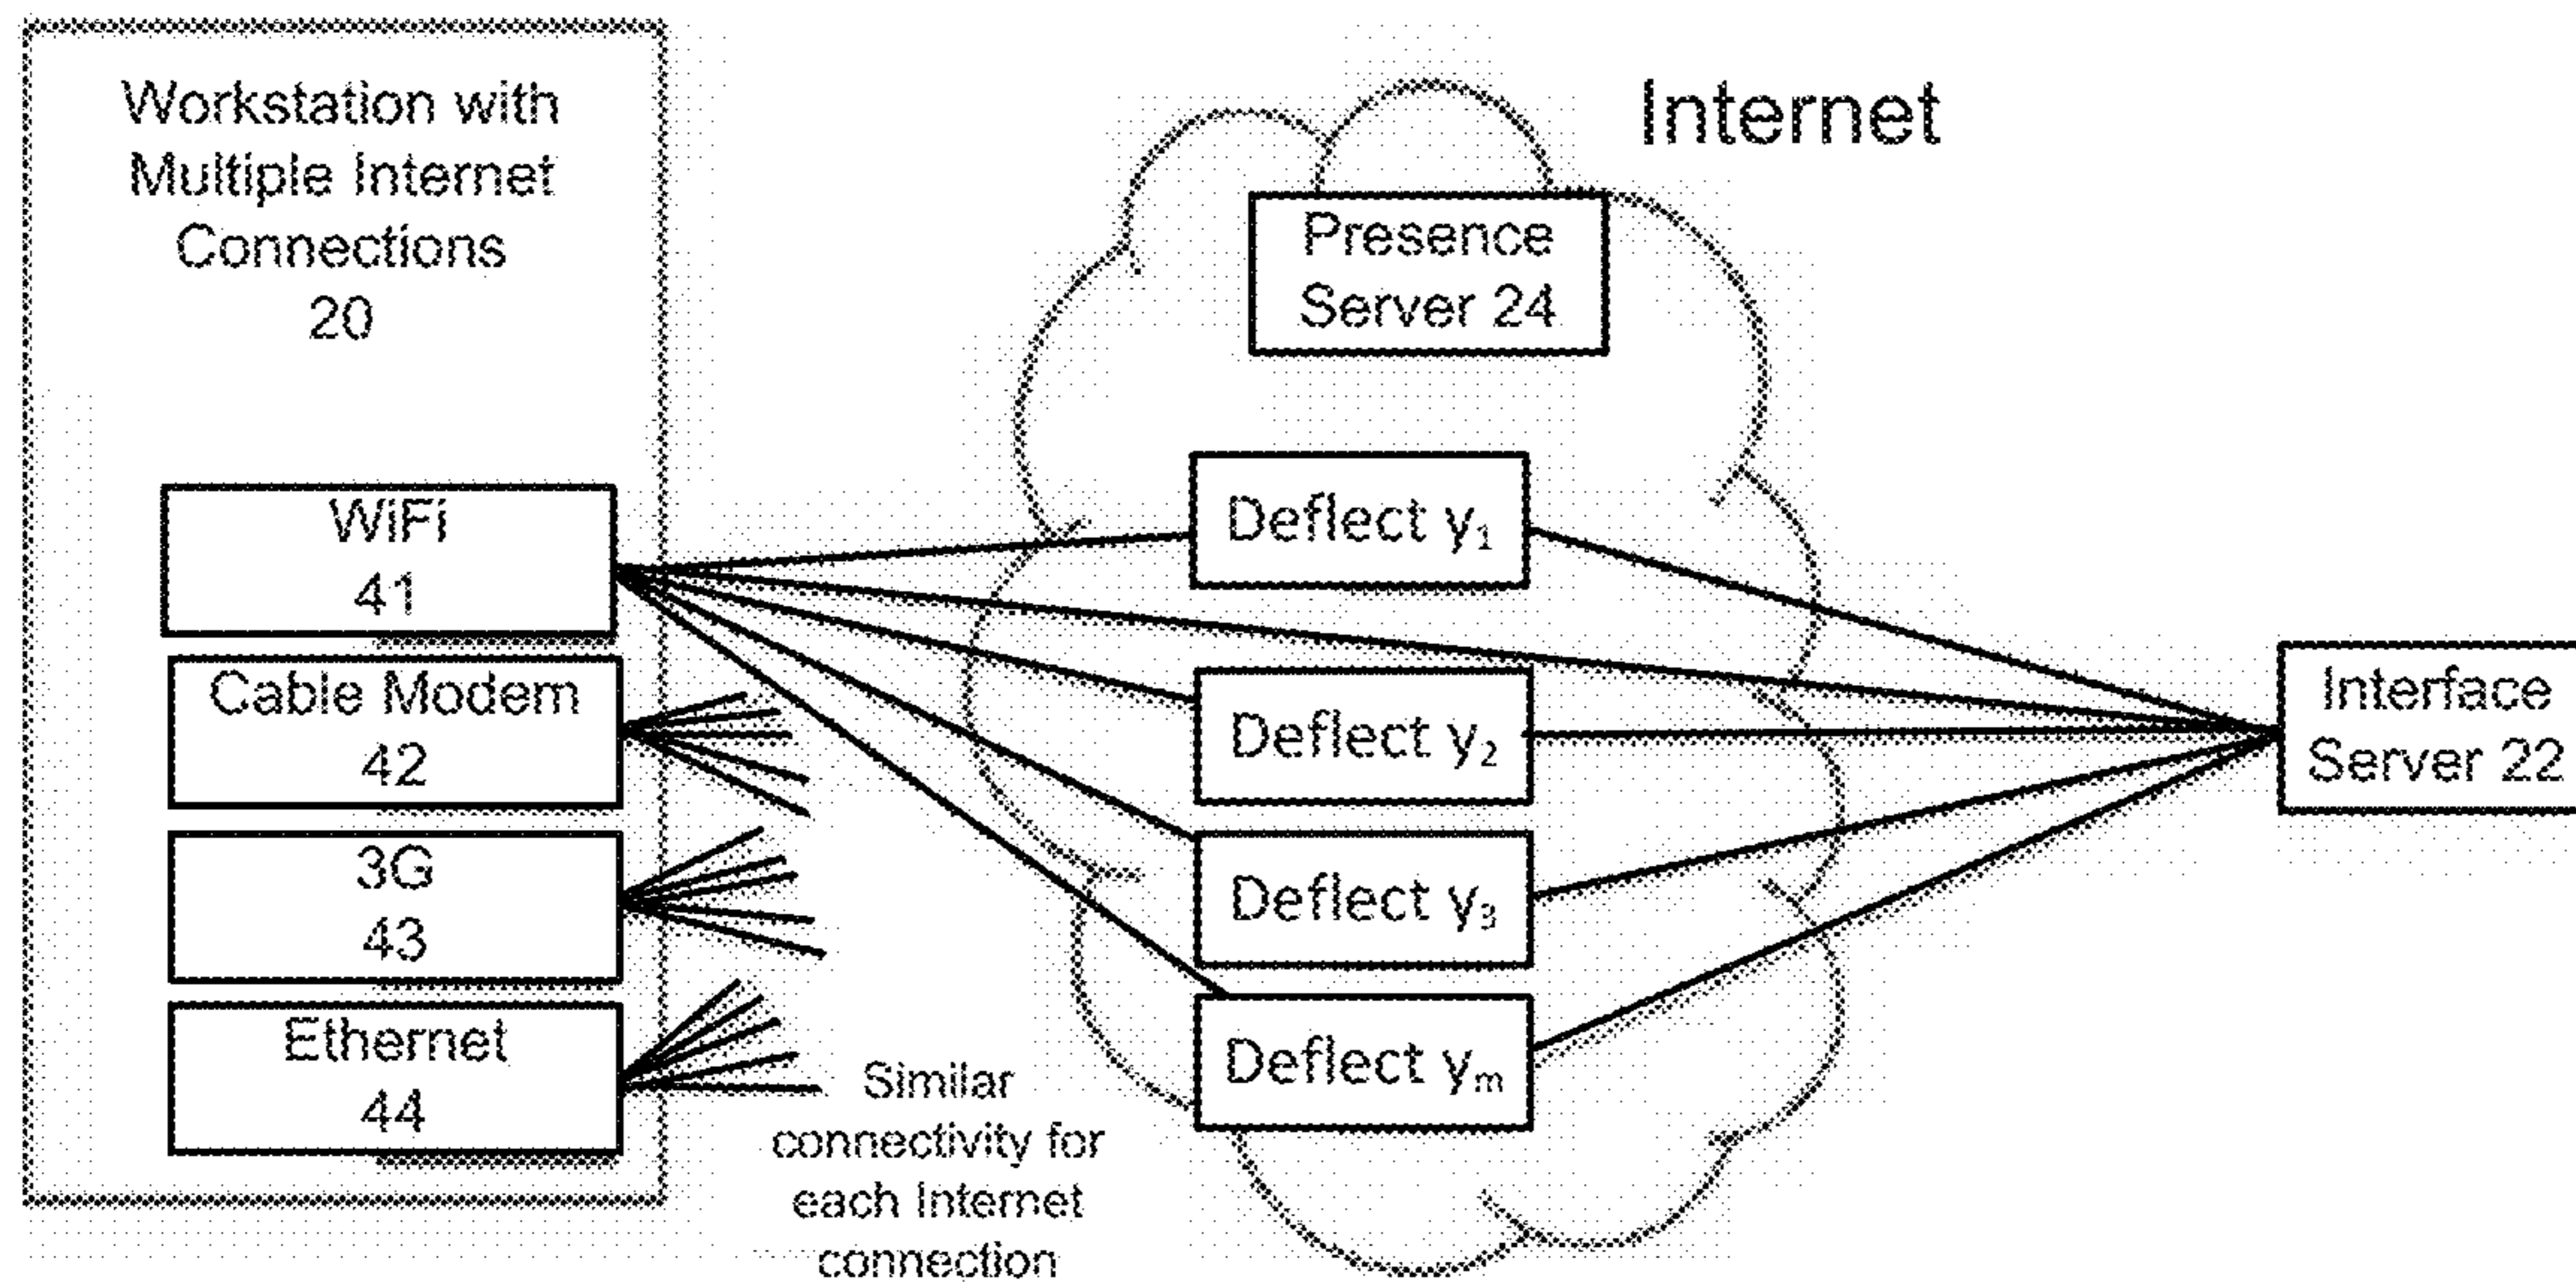 Workstation with
Multiple Internet
Connections
20
WiFi
41
Cable Modem
42
3G
43
Ethernet
44
Similar
connectivity for
each Internet
connection
Internet
Presence
Server 24
Deflect y₁
Deflect y₂
Deflect y₃
Deflect yₘ
Interface
Server 22